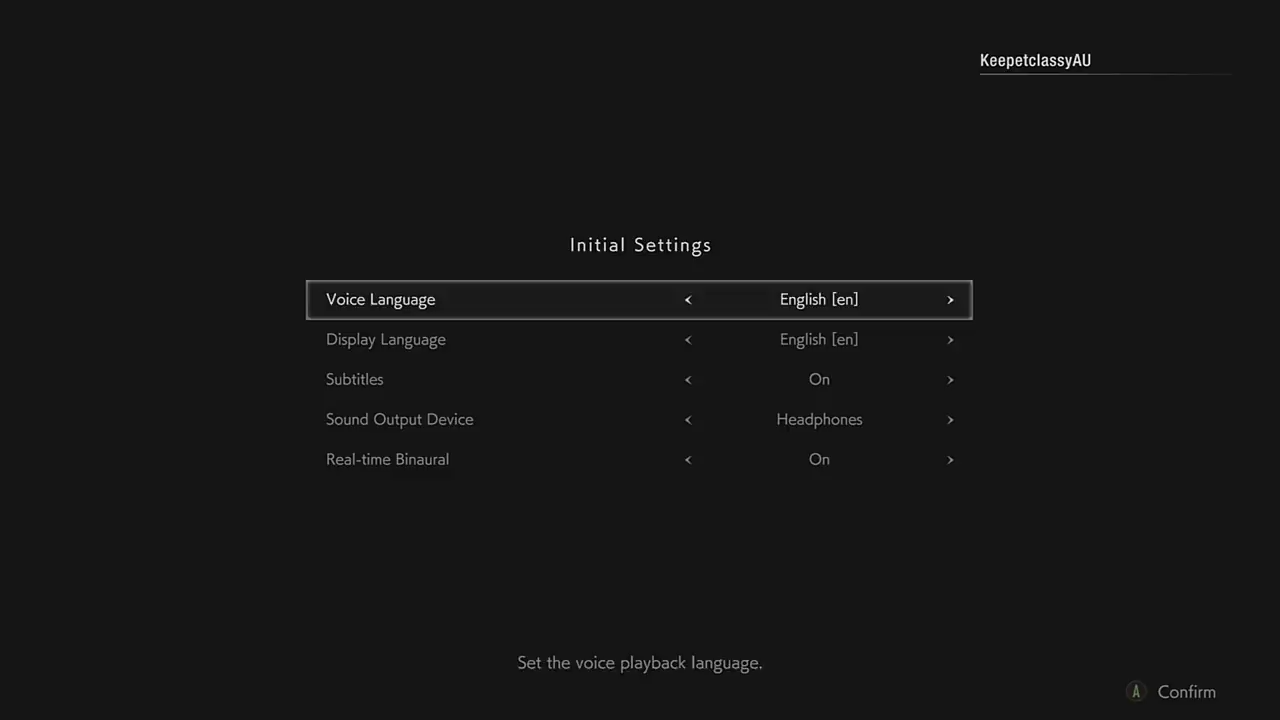 KeepetclassyAU
Initial Settings
Voice Language < English [en] >
Display Language < English [en] >
Subtitles < On >
Sound Output Device < Headphones >
Real-time Binaural < On >
Set the voice playback language.
A Confirm